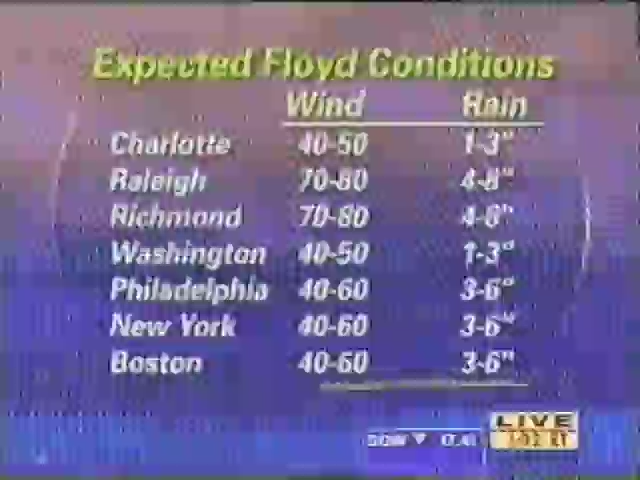 Expected Floyd Conditions
Wind Rain
Charlotte 40-50 1-3"
Raleigh 70-80 4-8"
Richmond 70-80 4-6"
Washington 40-50 1-3"
Philadelphia 40-60 3-6"
New York 40-60 3-6"
Boston 40-60 3-6"
LIVE
DOW ▼